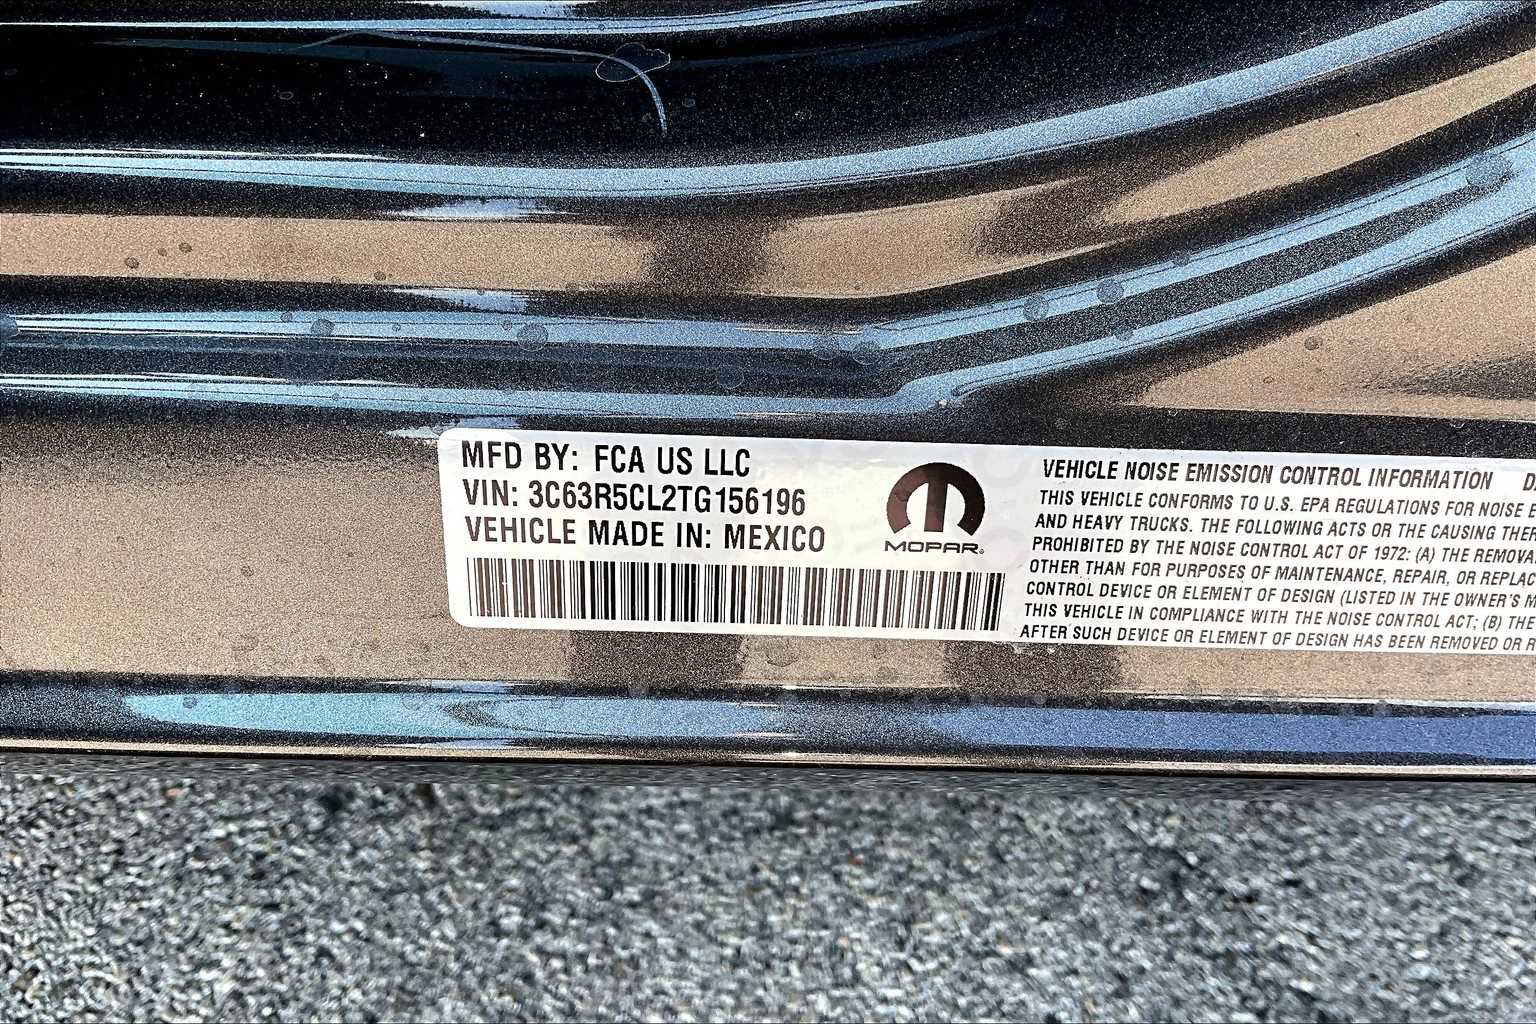 MFD BY: FCA US LLC
VIN: 3C63R5CL2TG156196
VEHICLE MADE IN: MEXICO
MOPAR®
VEHICLE NOISE EMISSION CONTROL INFORMATION
THIS VEHICLE CONFORMS TO U.S. EPA REGULATIONS FOR NOISE
AND HEAVY TRUCKS. THE FOLLOWING ACTS OR THE CAUSING
PROHIBITED BY THE NOISE CONTROL ACT OF 1972: (A) THE
OTHER THAN FOR PURPOSES OF MAINTENANCE, REPAIR, OR
CONTROL DEVICE OR ELEMENT OF DESIGN (LISTED IN THE OWNER'S
THIS VEHICLE IN COMPLIANCE WITH THE NOISE CONTROL ACT; (B) THE
AFTER SUCH DEVICE OR ELEMENT OF DESIGN HAS BEEN REMOVED OR